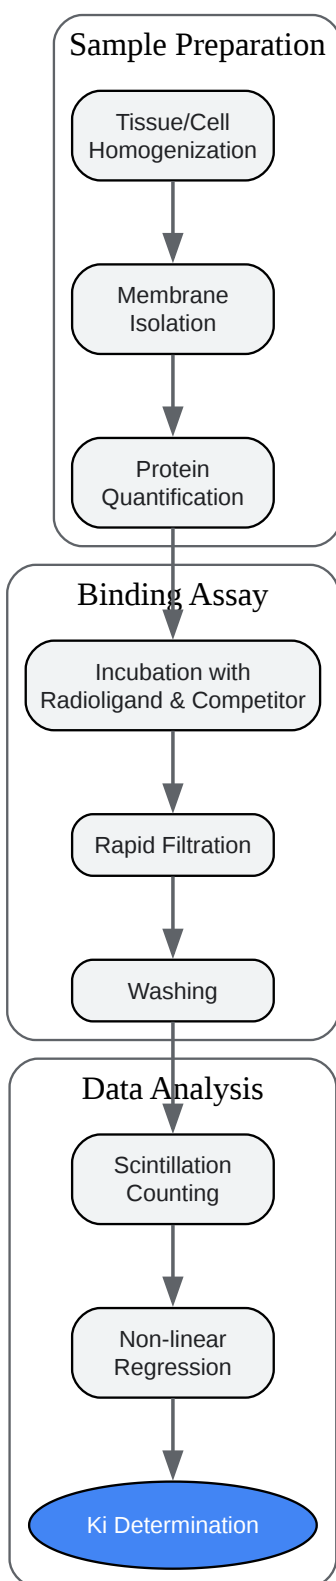 Sample Preparation
Tissue/Cell
Homogenization
Membrane
Isolation
Protein
Quantification
Binding Assay
Incubation with
Radioligand & Competitor
Rapid Filtration
Washing
Data Analysis
Scintillation
Counting
Non-linear
Regression
Ki Determination